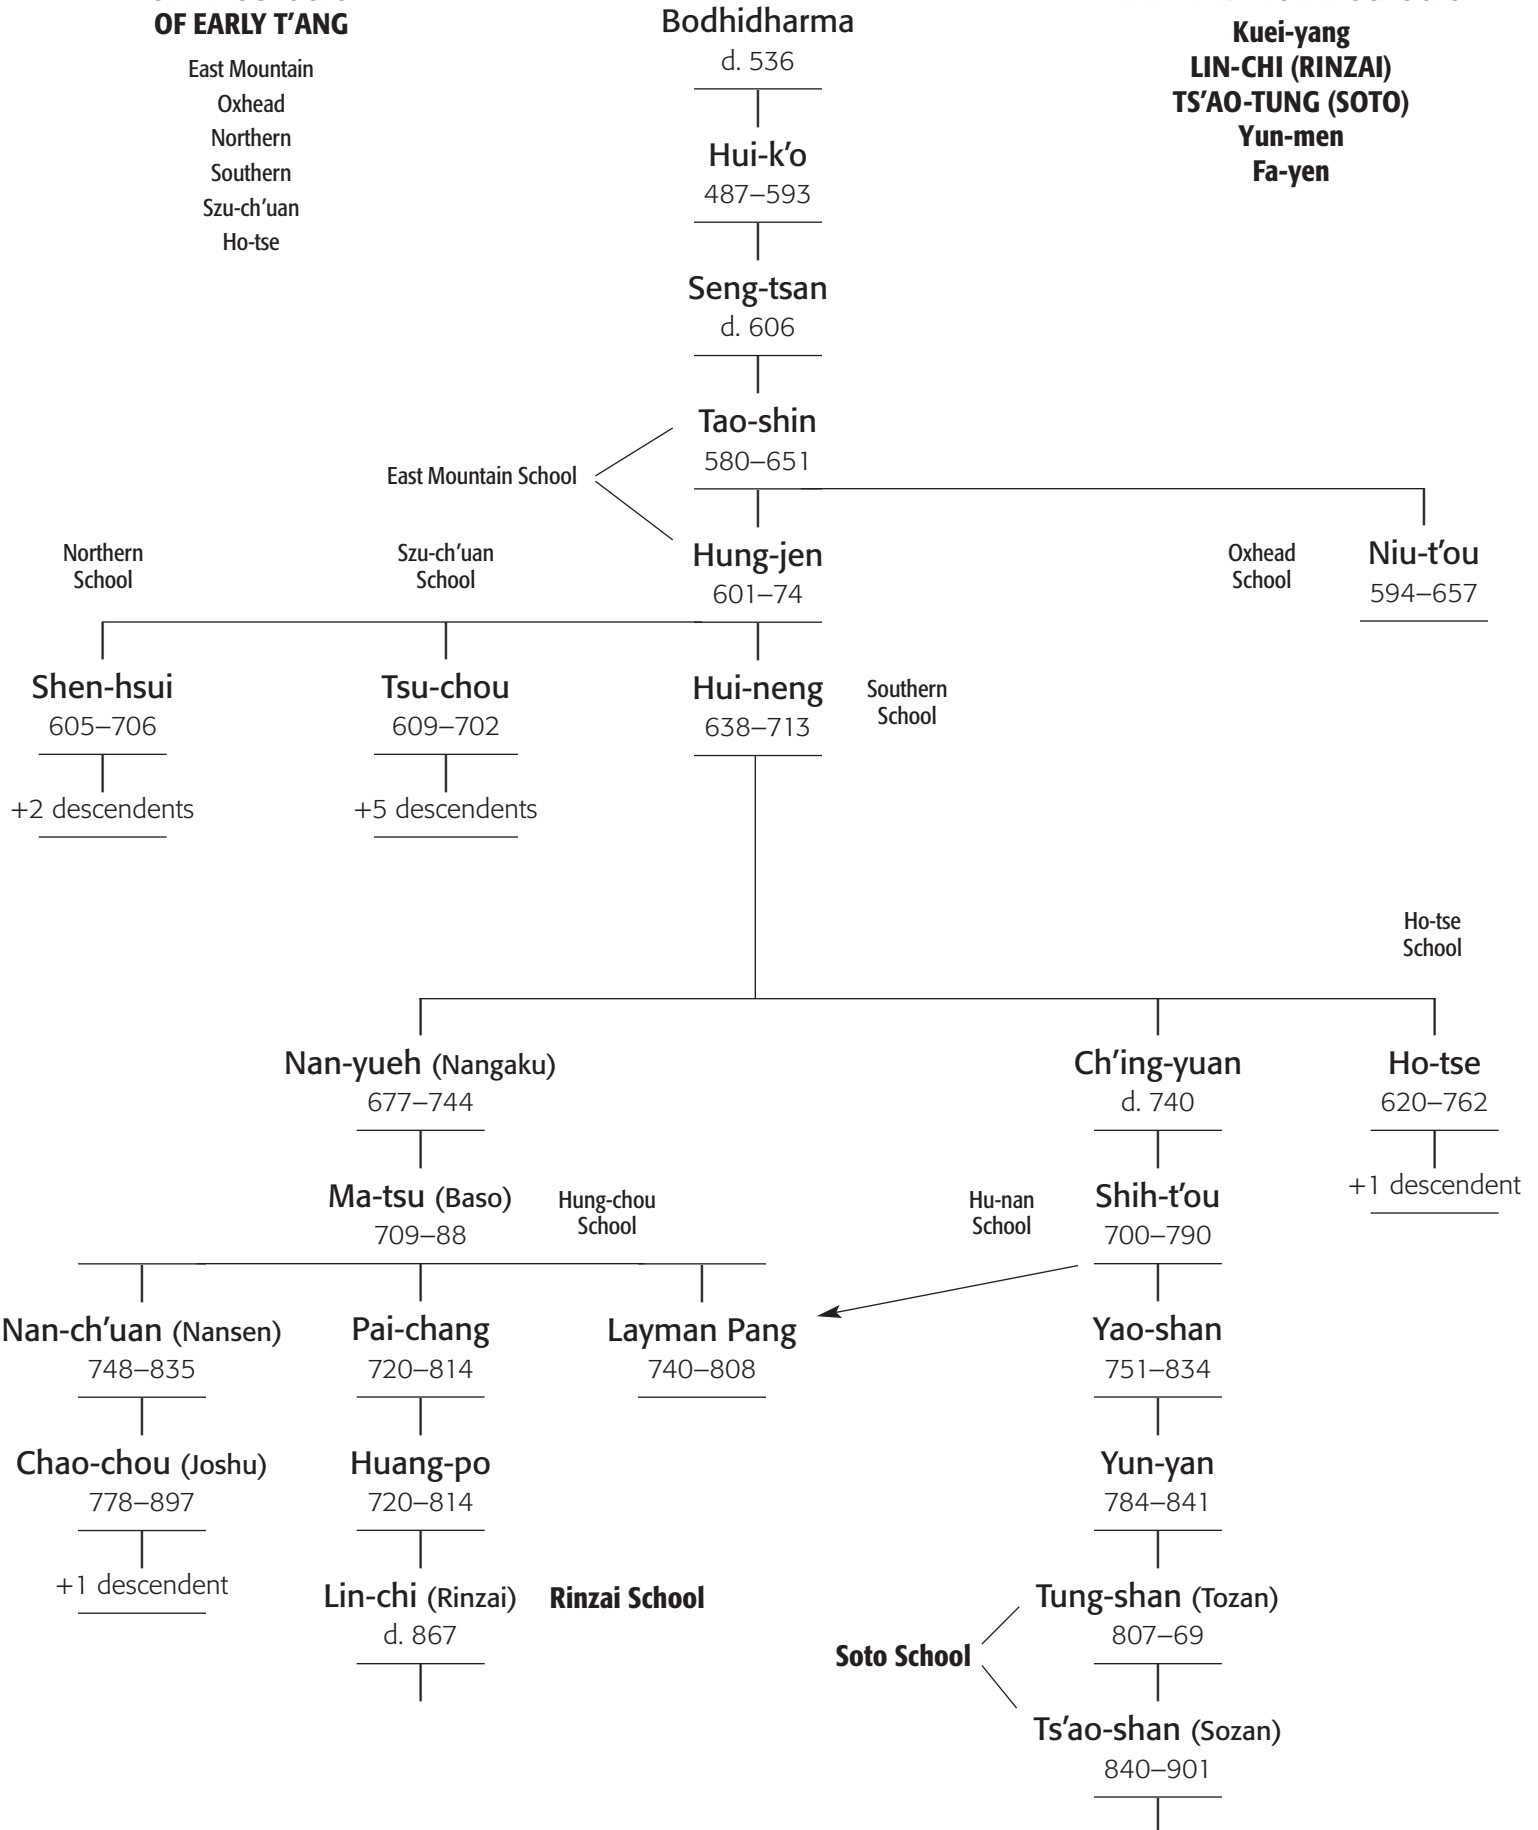 OF EARLY T’ANG
East Mountain
Oxhead
Northern
Southern
Szu-ch’uan
Ho-tse
Bodhidharma
d. 536
Kuei-yang
LIN-CHI (RINZAI)
TS’AO-TUNG (SOTO)
Yun-men
Fa-yen
Hui-k’o
487–593
Seng-tsan
d. 606
Tao-shin
580–651
East Mountain School
Northern
School
Szu-ch’uan
School
Hung-jen
601–74
Oxhead
School
Niu-t’ou
594–657
Shen-hsui
605–706
+2 descendents
Tsu-chou
609–702
+5 descendents
Hui-neng
638–713
Southern
School
Ho-tse
School
Nan-yueh (Nangaku)
677–744
Ch’ing-yuan
d. 740
Ho-tse
620–762
+1 descendent
Ma-tsu (Baso)
709–88
Hung-chou
School
Hu-nan
School
Shih-t’ou
700–790
Nan-ch’uan (Nansen)
748–835
Pai-chang
720–814
Layman Pang
740–808
Yao-shan
751–834
Chao-chou (Joshu)
778–897
+1 descendent
Huang-po
720–814
Yun-yan
784–841
Lin-chi (Rinzai)
d. 867
Rinzai School
Tung-shan (Tozan)
807–69
Soto School
Ts’ao-shan (Sozan)
840–901